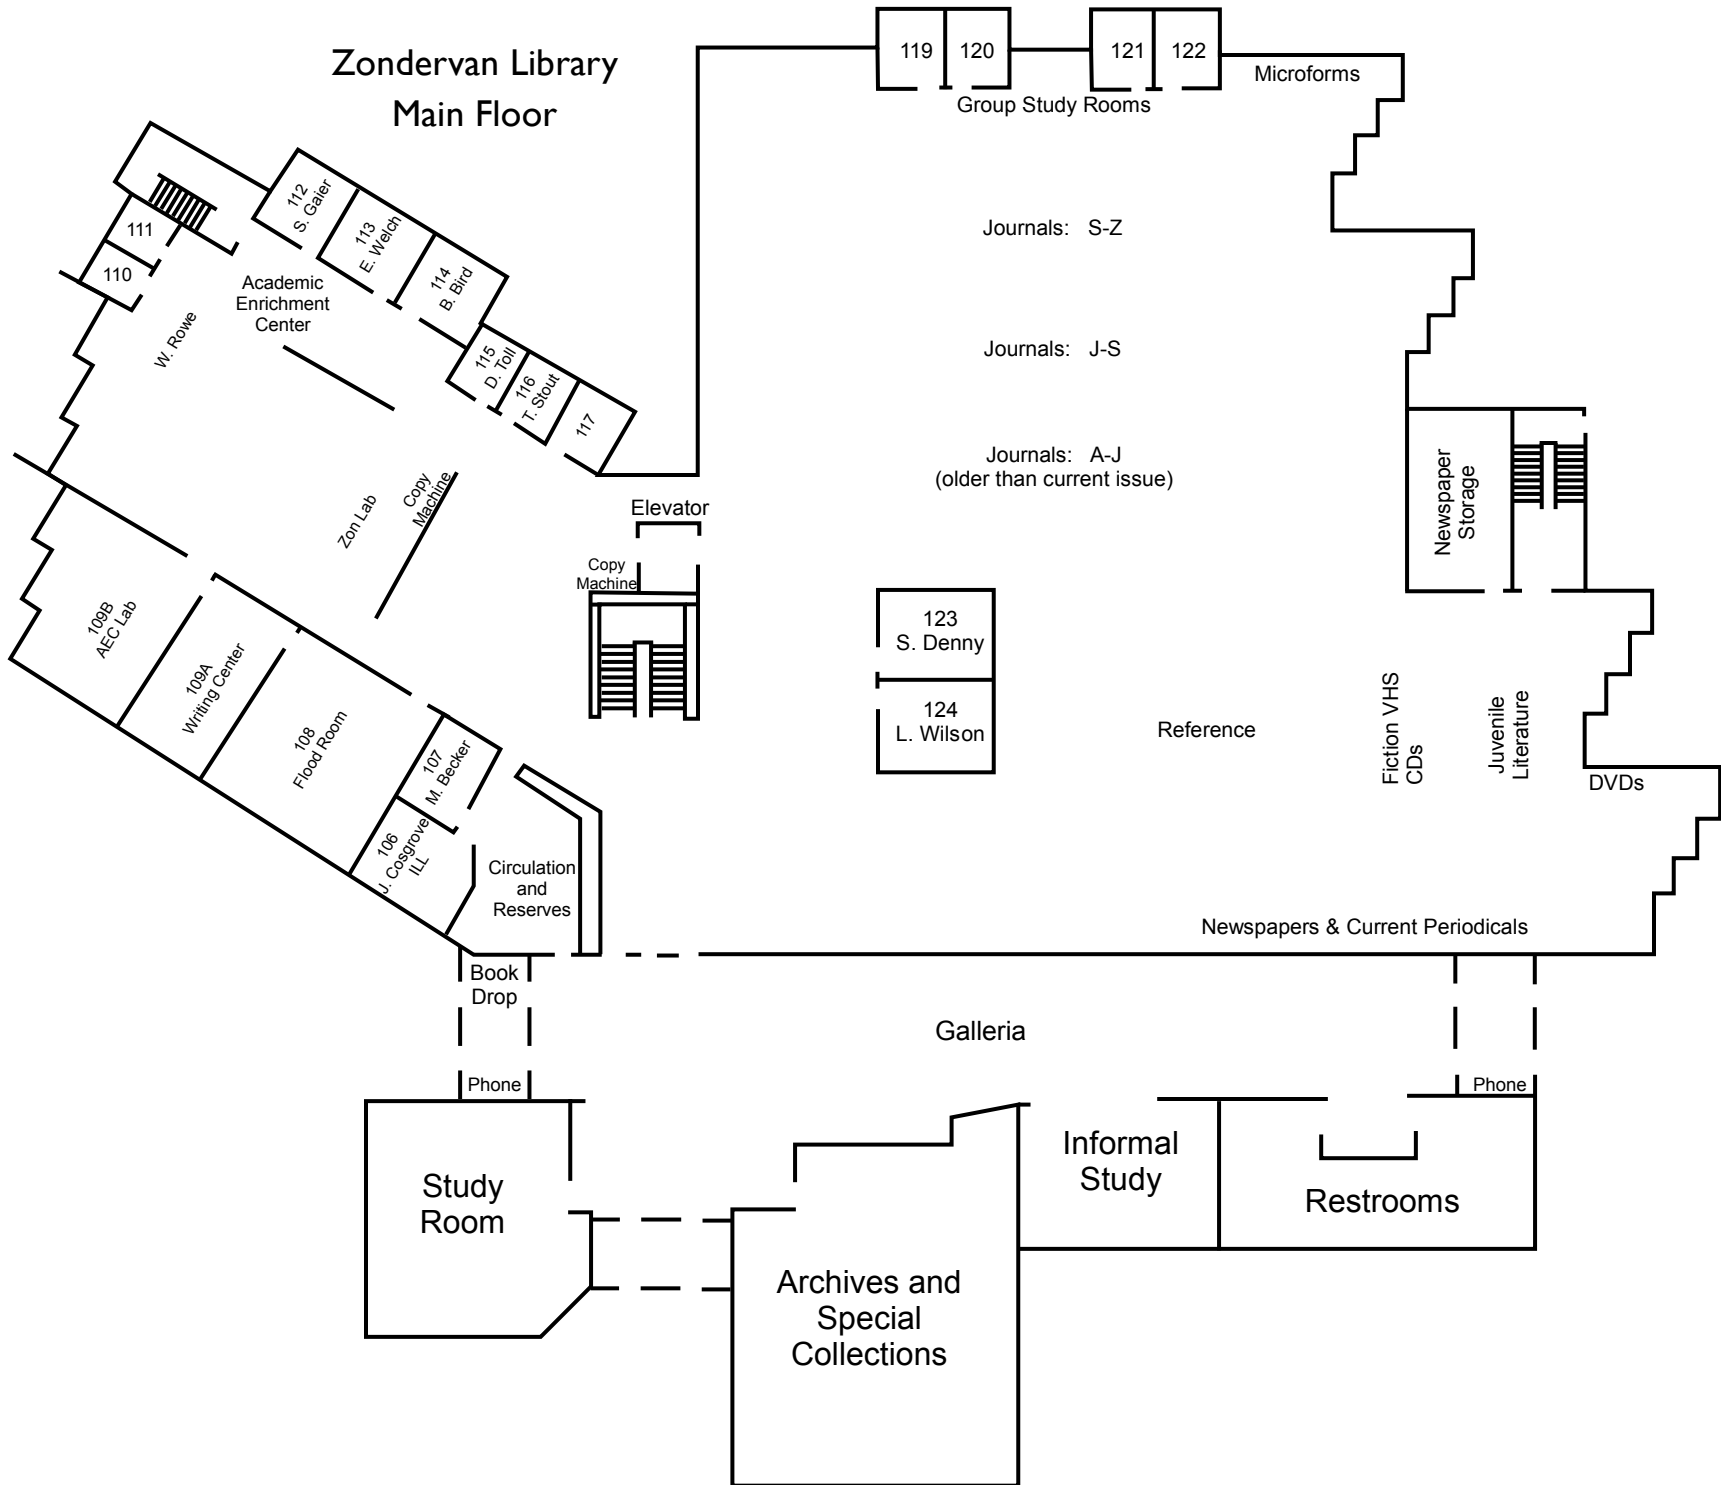 Zondervan Library
Main Floor
119
120
121
122
Microforms
Group Study Rooms
112
S. Gaier
113
E. Welch
114
B. Bird
115
D. Toll
116
T. Stout
117
111
110
Academic
Enrichment
Center
W. Rowe
Journals: S-Z
Journals: J-S
Journals: A-J
(older than current issue)
Newspaper
Storage
Zon Lab
Copy
Machine
Elevator
Copy
Machine
109B
AEC Lab
109A
Writing Center
108
Flood Room
107
M. Becker
106
J. Cosgrove
ILL
Circulation
and
Reserves
123
S. Denny
124
L. Wilson
Reference
Fiction VHS
CDs
Juvenile
Literature
DVDs
Newspapers & Current Periodicals
Book
Drop
Galleria
Phone
Phone
Study
Room
Informal
Study
Restrooms
Archives and
Special
Collections